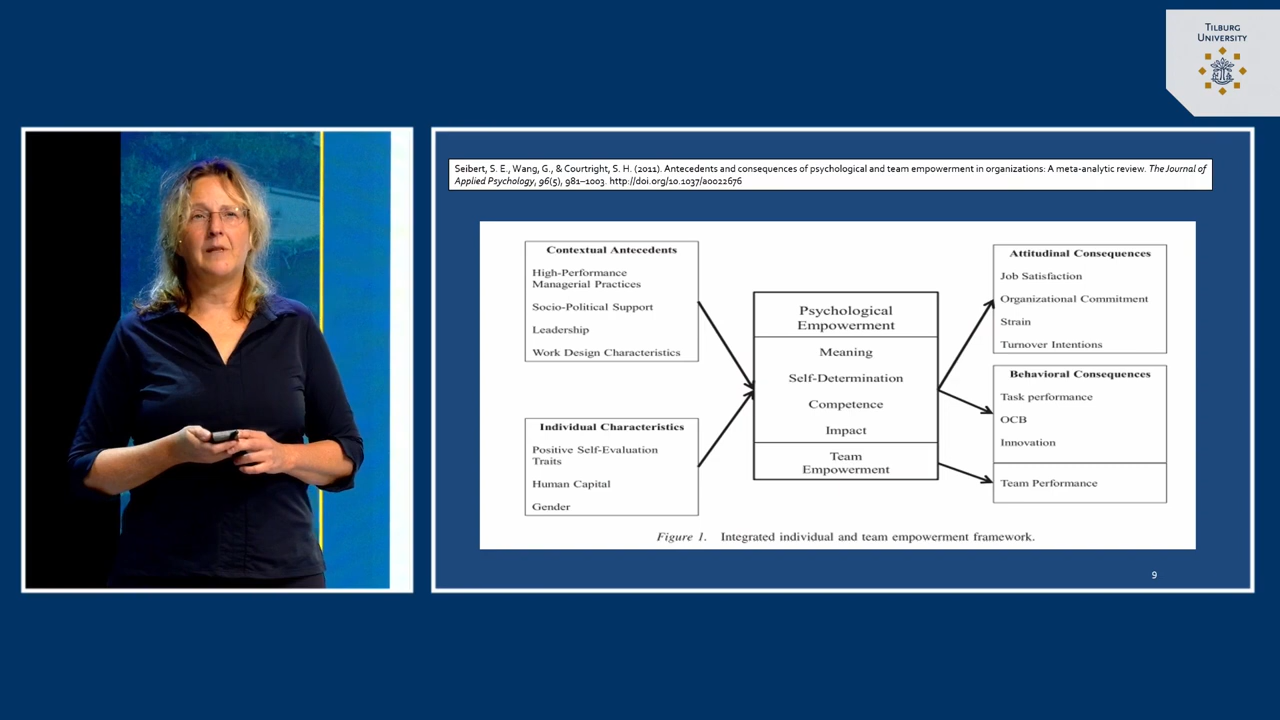 TILBURG
UNIVERSITY
Seibert, S. E., Wang, G., & Courtright, S. H. (2011). Antecedents and consequences of psychological and team empowerment in organizations: A meta-analytic review. The Journal of
Applied Psychology, 96(5), 981–1003. http://doi.org/10.1037/a0022676
Contextual Antecedents
High-Performance
Managerial Practices
Socio-Political Support
Leadership
Work Design Characteristics
Individual Characteristics
Positive Self-Evaluation
Traits
Human Capital
Gender
Psychological
Empowerment
Meaning
Self-Determination
Competence
Impact
Team
Empowerment
Attitudinal Consequences
Job Satisfaction
Organizational Commitment
Strain
Turnover Intentions
Behavioral Consequences
Task performance
OCB
Innovation
Team Performance
Figure 1. Integrated individual and team empowerment framework.
9